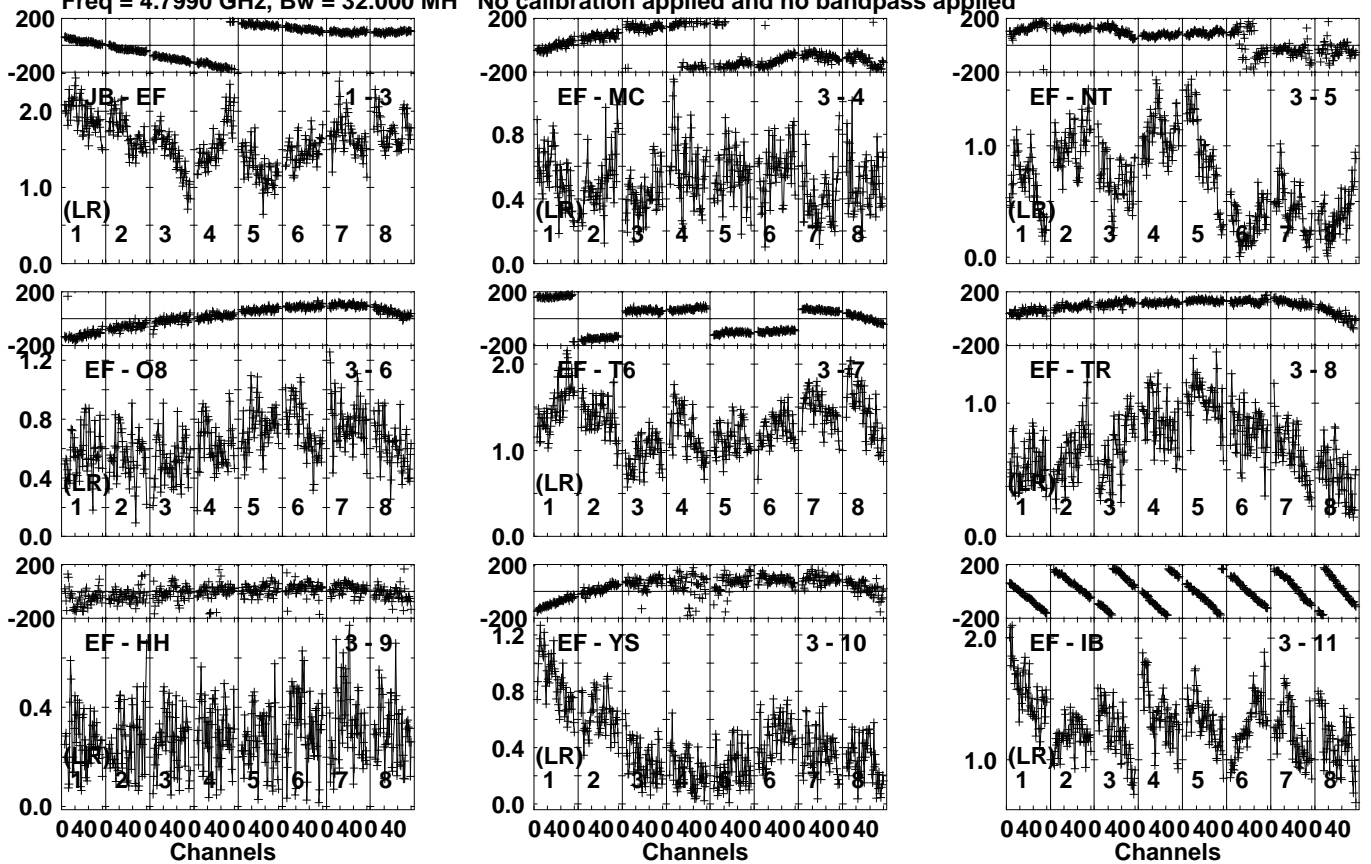 Freq = 4.7990 GHz, Bw = 32.000 MH No calibration applied and no bandpass applied
200
-200
JB - EF 1 - 3
2.0
1.0
(LR)
1 2 3 4 5 6 7 8
0.0
200
-200
EF - MC 3 - 4
0.8
0.4
(LR)
1 2 3 4 5 6 7 8
0.0
200
-200
EF - NT 3 - 5
1.0
(LR)
1 2 3 4 5 6 7 8
0.0
200
-200
1.2
EF - O8 3 - 6
0.8
0.4
(LR)
1 2 3 4 5 6 7 8
0.0
200
-200
EF - T6 3 - 7
2.0
1.0
(LR)
1 2 3 4 5 6 7 8
0.0
200
-200
EF - TR 3 - 8
1.0
(LR)
1 2 3 4 5 6 7 8
0.0
200
-200
EF - HH 3 - 9
0.4
(LR)
1 2 3 4 5 6 7 8
0.0
0 40 0 40 0 40 0 40 0 40 0 40 0 40 0 40
Channels
200
-200
1.2
EF - YS 3 - 10
0.8
0.4
(LR)
1 2 3 4 5 6 7 8
0.0
0 40 0 40 0 40 0 40 0 40 0 40 0 40 0 40
Channels
200
-200
2.0
EF - IB 3 - 11
1.0
(LR)
1 2 3 4 5 6 7 8
0 40 0 40 0 40 0 40 0 40 0 40 0 40 0 40
Channels